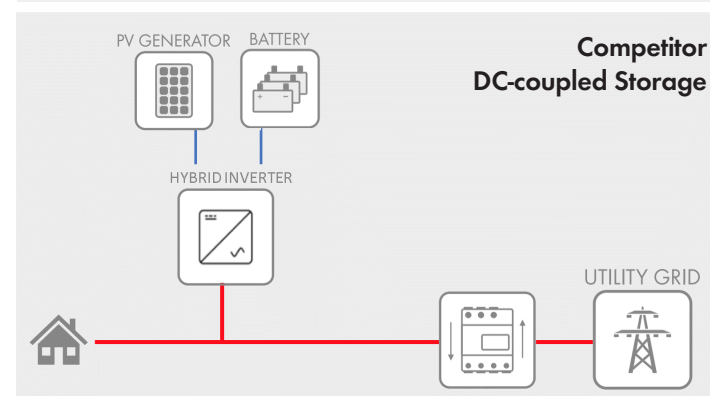 PV GENERATOR
BATTERY
Competitor
DC-coupled Storage
HYBRID INVERTER
UTILITY GRID